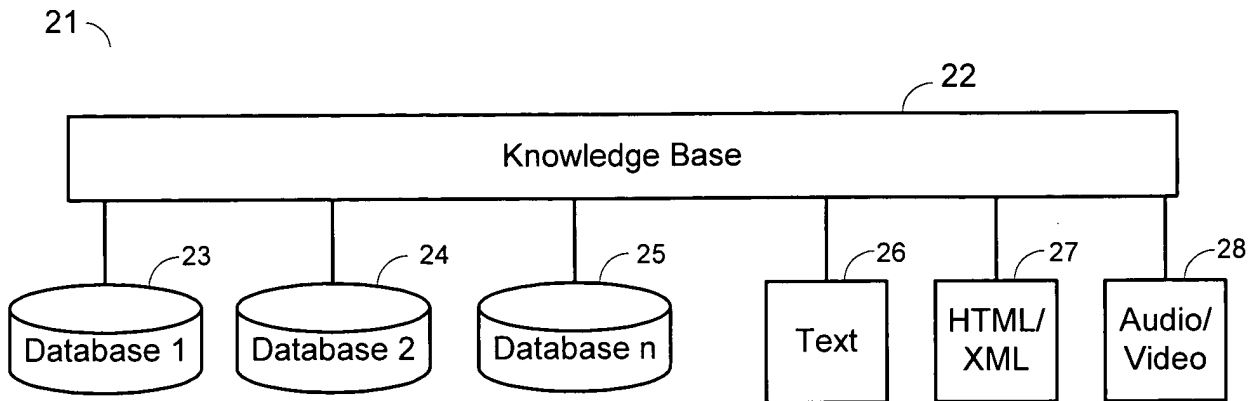 21
22
Knowledge Base
23
24
25
26
27
28
Database 1
Database 2
Database n
Text
HTML/
XML
Audio/
Video